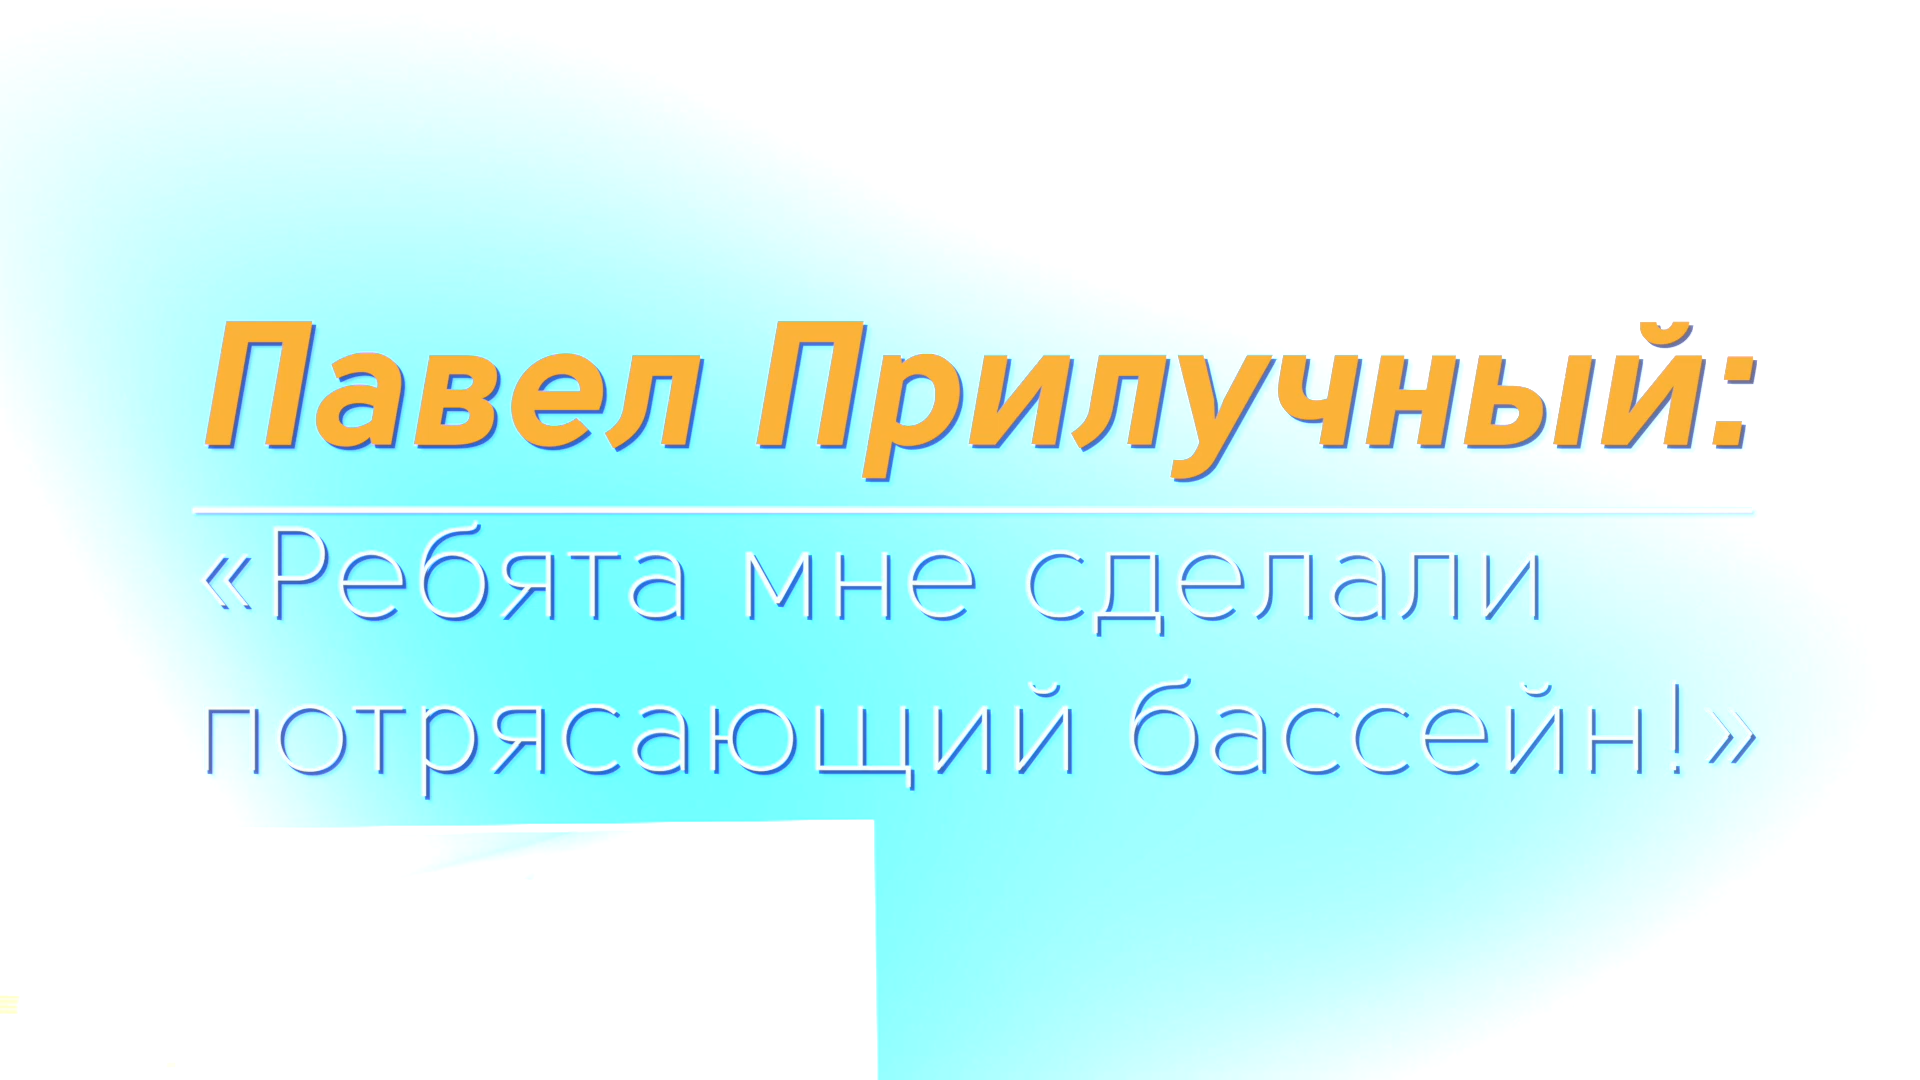 Павел Прилучный:
«Ребята мне сделали
потрясающий бассейн!»